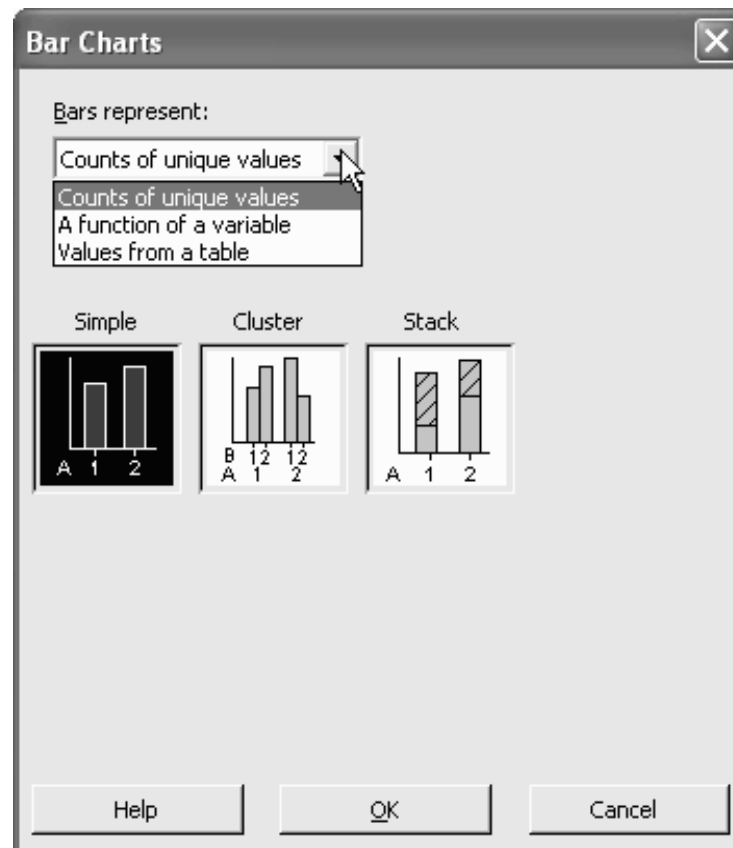 Bar Charts
Bars represent:
Counts of unique values
Counts of unique values
A function of a variable
Values from a table
Simple Cluster Stack
A 1 2
B 12 12
A 1 2
A 1 2
Help OK Cancel